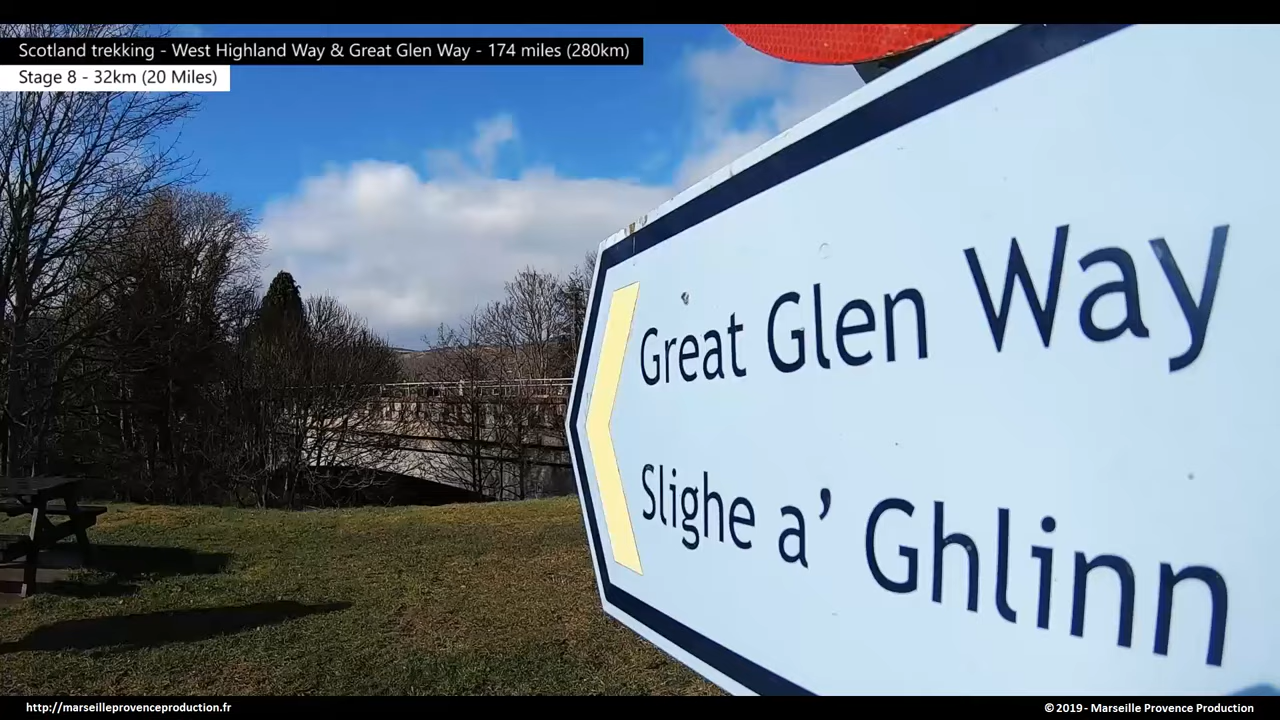 Scotland trekking - West Highland Way & Great Glen Way - 174 miles (280km)
Stage 8 - 32km (20 Miles)
Great Glen Way
Slighe a' Ghlinn
http://marseilleprovenceproduction.fr
© 2019 - Marseille Provence Production